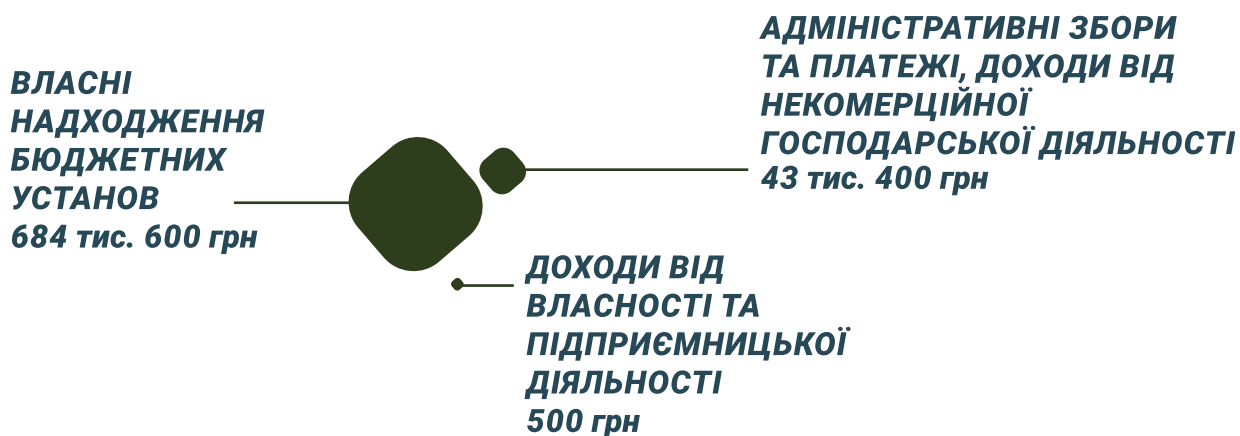 ВЛАСНІ
НАДХОДЖЕННЯ
БЮДЖЕТНИХ
УСТАНОВ
684 тис. 600 грн
АДМІНІСТРАТИВНІ ЗБОРИ
ТА ПЛАТЕЖІ, ДОХОДИ ВІД
НЕКОМЕРЦІЙНОЇ
ГОСПОДАРСЬКОЇ ДІЯЛЬНОСТІ
43 тис. 400 грн
ДОХОДИ ВІД
ВЛАСНОСТІ ТА
ПІДПРИЄМНИЦЬКОЇ
ДІЯЛЬНОСТІ
500 грн